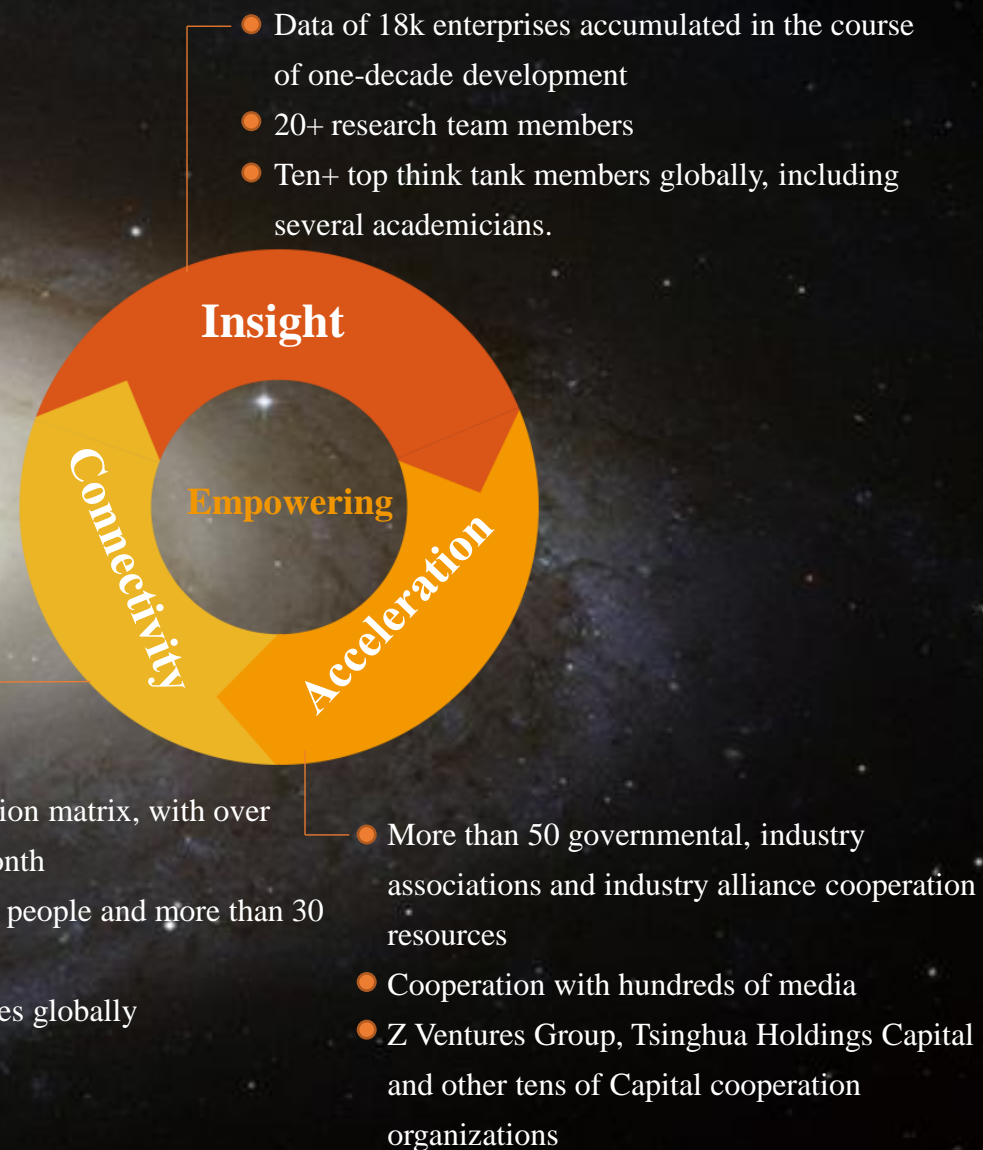 Data of 18k enterprises accumulated in the course
of one-decade development
20+ research team members
Ten+ top think tank members globally, including
several academicians.
Insight
Connectivity
Empowering
Acceleration
ion matrix, with over
onth
people and more than 30
es globally
More than 50 governmental, industry
associations and industry alliance cooperation
resources
Cooperation with hundreds of media
Z Ventures Group, Tsinghua Holdings Capital
and other tens of Capital cooperation
organizations